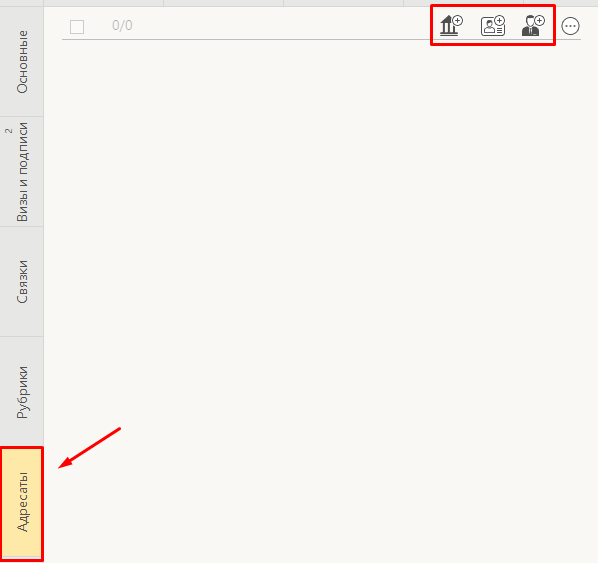 0/0
Основные
2
Визы и подписи
Связки
Рубрики
Адресаты